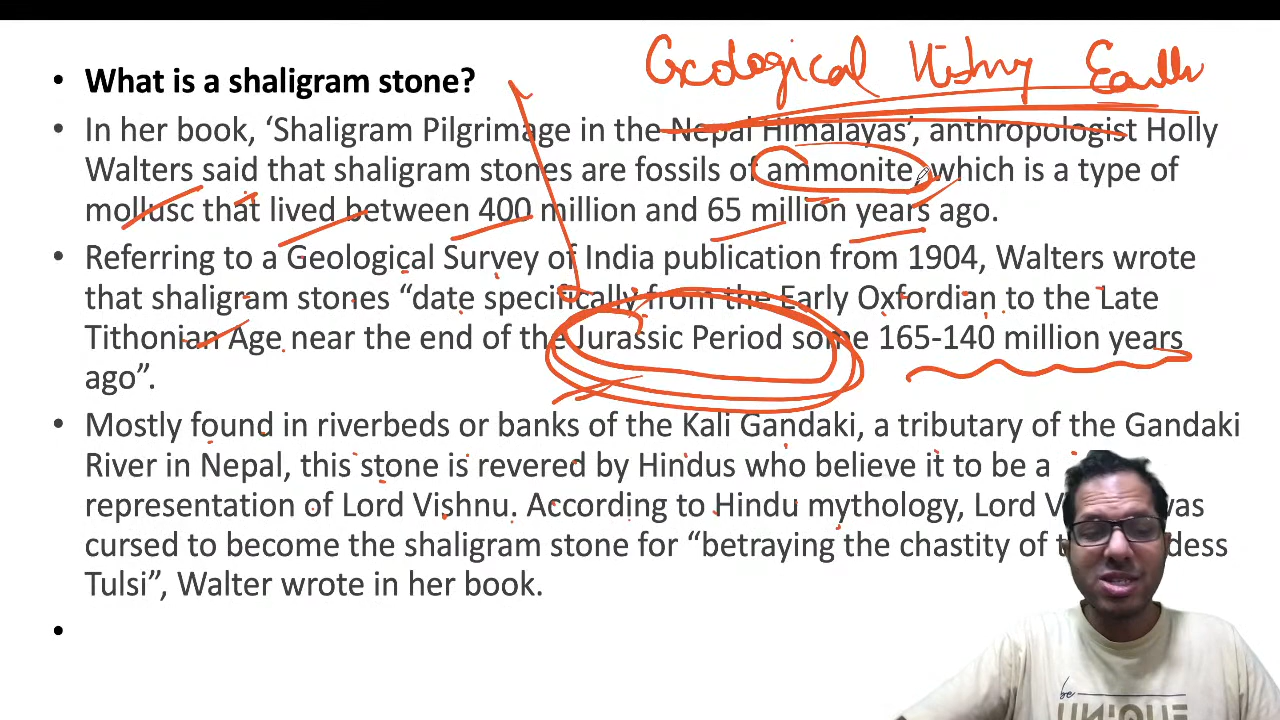 Geological History Earth
• What is a shaligram stone?
• In her book, ‘Shaligram Pilgrimage in the Nepal Himalayas’, anthropologist Holly
Walters said that shaligram stones are fossils of ammonite, which is a type of
mollusc that lived between 400 million and 65 million years ago.
• Referring to a Geological Survey of India publication from 1904, Walters wrote
that shaligram stones “date specifically from the Early Oxfordian to the Late
Tithonian Age near the end of the Jurassic Period some 165-140 million years
ago”.
• Mostly found in riverbeds or banks of the Kali Gandaki, a tributary of the Gandaki
River in Nepal, this stone is revered by Hindus who believe it to be a
representation of Lord Vishnu. According to Hindu mythology, Lord was
cursed to become the shaligram stone for “betraying the chastity of
Tulsi”, Walter wrote in her book.
•
be
UNIQUE